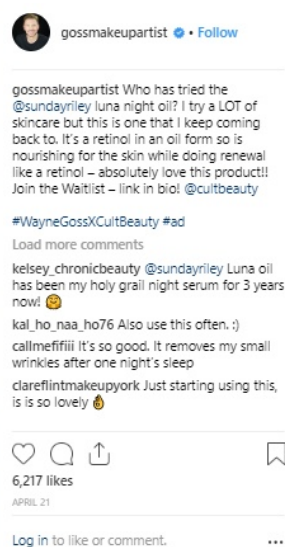 gossmakeupartist • Follow
gossmakeupartist Who has tried the
@sundayriley luna night oil? I try a LOT of
skincare but this is one that I keep coming
back to. It's a retinol in an oil form so is
nourishing for the skin while doing renewal
like a retinol – absolutely love this product!!
Join the Waitlist – link in bio! @cultbeauty
#WayneGossXCultBeauty #ad
Load more comments
kelsey_chronicbeauty @sundayriley Luna oil
has been my holy grail night serum for 3 years
now! 😊
kal_ho_naa_ho76 Also use this often. :)
callmefifiii It's so good. It removes my small
wrinkles after one night's sleep
clareflintmakeupyork Just starting using this,
is is so lovely 👌
6,217 likes
APRIL 21
Log in to like or comment.